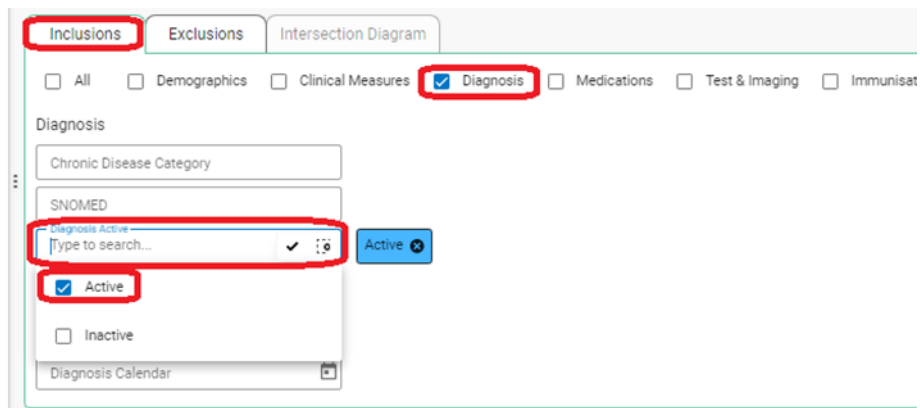 Inclusions Exclusions Intersection Diagram
All Demographics Clinical Measures Diagnosis Medications Test & Imaging Immunisat
Diagnosis
Chronic Disease Category
SNOMED
Diagnosis Active
Type to search... Active
Active
Inactive
Diagnosis Calendar